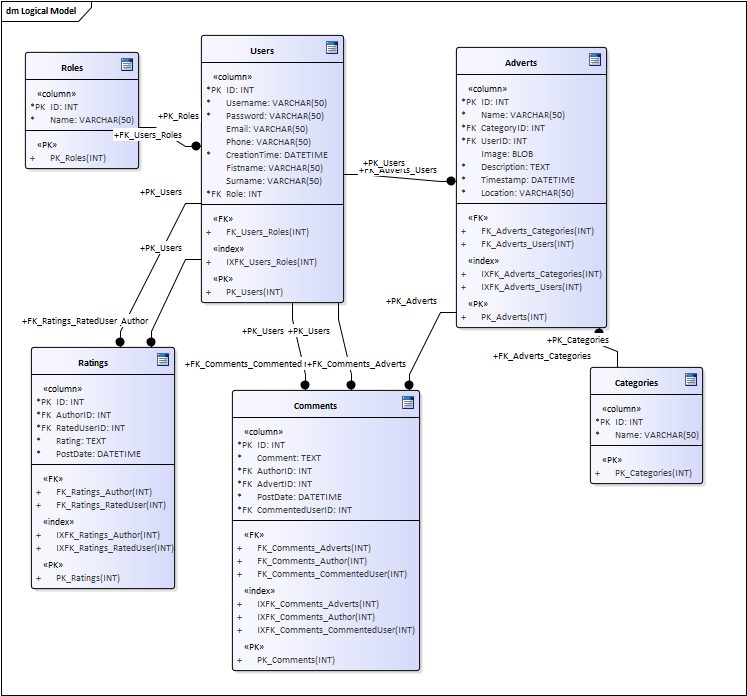 dm Logical Model
Roles
«column»
*PK ID: INT
* Name: VARCHAR(50)
«PK»
+ PK_Roles(INT)
Users
«column»
*PK ID: INT
* Username: VARCHAR(50)
* Password: VARCHAR(50)
Email: VARCHAR(50)
Phone: VARCHAR(50)
* CreationTime: DATETIME
Fistname: VARCHAR(50)
Surname: VARCHAR(50)
*FK Role: INT
«FK»
+ FK_Users_Roles(INT)
«index»
+ IXFK_Users_Roles(INT)
«PK»
+ PK_Users(INT)
Adverts
«column»
*PK ID: INT
* Name: VARCHAR(50)
*FK CategoryID: INT
*FK UserID: INT
Image: BLOB
* Description: TEXT
* Timestamp: DATETIME
* Location: VARCHAR(50)
«FK»
+ FK_Adverts_Categories(INT)
+ FK_Adverts_Users(INT)
«index»
+ IXFK_Adverts_Categories(INT)
+ IXFK_Adverts_Users(INT)
«PK»
+ PK_Adverts(INT)
+PK_Roles
+FK_Users_Roles
+PK_Users
+FK_Adverts_Users
+PK_Users
+PK_Users
+FK_Ratings_RatedUser
Author
+PK_Users
+PK_Users
+PK_Adverts
+FK_Comments_Commented
+FK_Comments_Adverts
+PK_Categories
+FK_Adverts_Categories
Ratings
«column»
*PK ID: INT
*FK AuthorID: INT
*FK RatedUserID: INT
* Rating: TEXT
* PostDate: DATETIME
«FK»
+ FK_Ratings_Author(INT)
+ FK_Ratings_RatedUser(INT)
«index»
+ IXFK_Ratings_Author(INT)
+ IXFK_Ratings_RatedUser(INT)
«PK»
+ PK_Ratings(INT)
Comments
«column»
*PK ID: INT
* Comment: TEXT
*FK AuthorID: INT
*FK AdvertID: INT
* PostDate: DATETIME
*FK CommentedUserID: INT
«FK»
+ FK_Comments_Adverts(INT)
+ FK_Comments_Author(INT)
+ FK_Comments_CommentedUser(INT)
«index»
+ IXFK_Comments_Adverts(INT)
+ IXFK_Comments_Author(INT)
+ IXFK_Comments_CommentedUser(INT)
«PK»
+ PK_Comments(INT)
Categories
«column»
*PK ID: INT
* Name: VARCHAR(50)
«PK»
+ PK_Categories(INT)